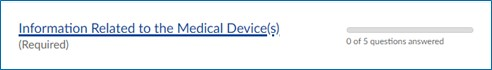 Information Related to the Medical Device(s)
(Required)
0 of 5 questions answered